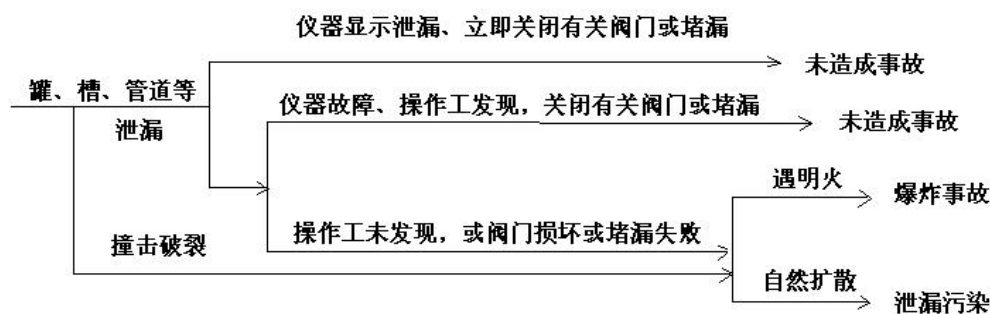 仪器显示泄漏、立即关闭有关阀门或堵漏
未造成事故
罐、槽、管道等
泄漏
仪器故障、操作工发现，关闭有关阀门或堵漏
未造成事故
遇明火
爆炸事故
撞击破裂
操作工未发现，或阀门损坏或堵漏失败
自然扩散
泄漏污染